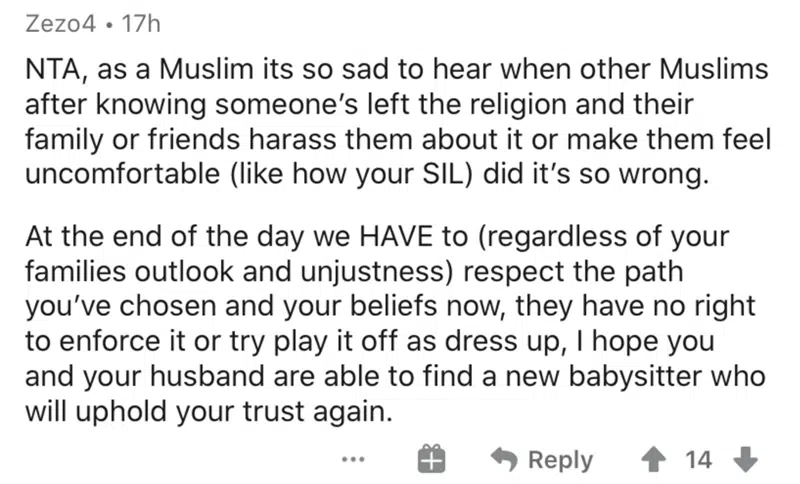 Zezo4 • 17h
NTA, as a Muslim its so sad to hear when other Muslims
after knowing someone's left the religion and their
family or friends harass them about it or make them feel
uncomfortable (like how your SIL) did it's so wrong.
At the end of the day we HAVE to (regardless of your
families outlook and unjustness) respect the path
you've chosen and your beliefs now, they have no right
to enforce it or try play it off as dress up, I hope you
and your husband are able to find a new babysitter who
will uphold your trust again.
Reply 14